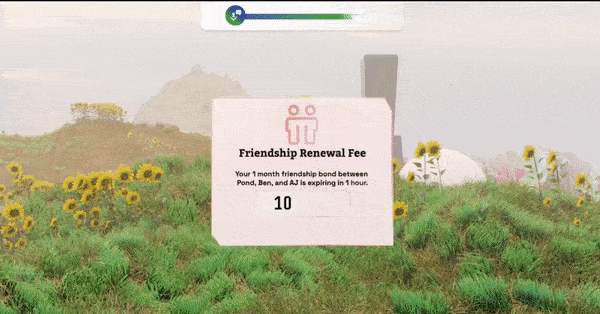 Friendship Renewal Fee
Your 1 month friendship bond between
Pond, Ben, and AJ is expiring in 1 hour.
10